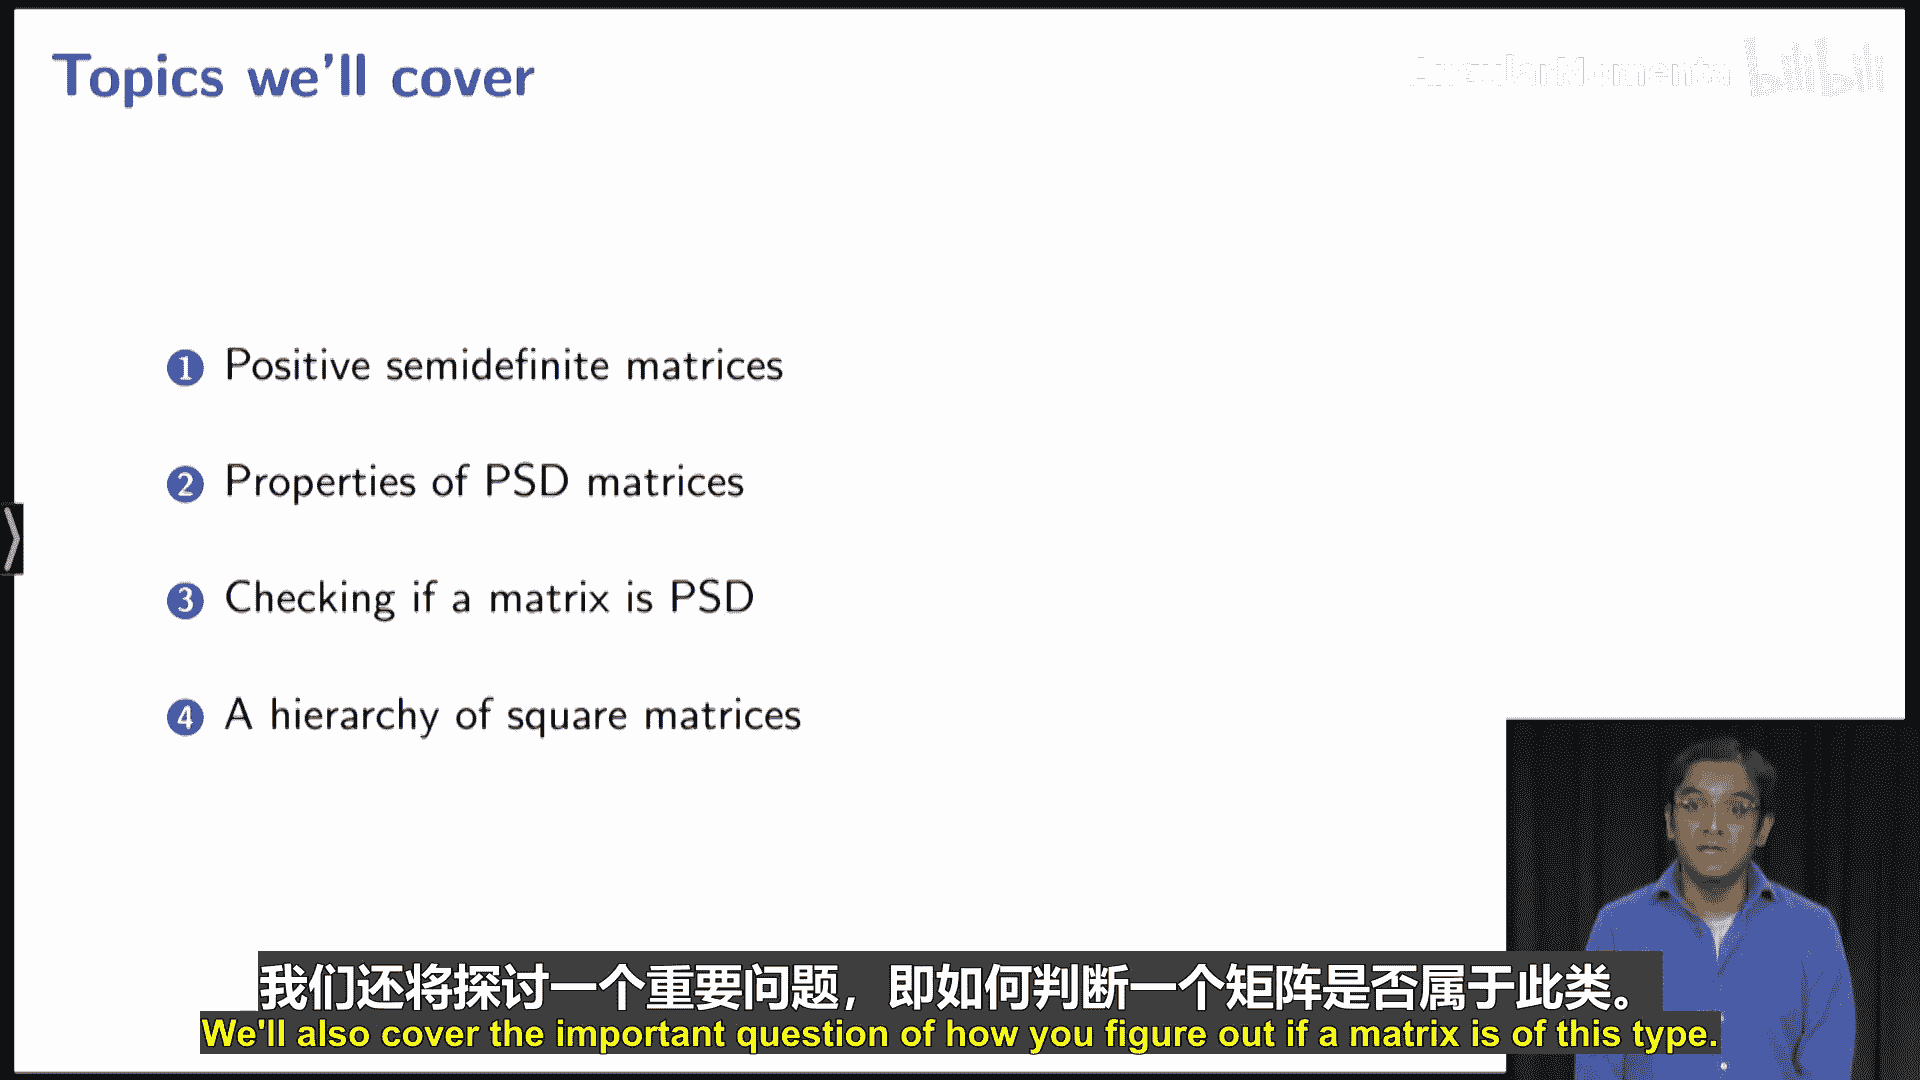 Topics we'll cover
bilibili
1 Positive semidefinite matrices
2 Properties of PSD matrices
3 Checking if a matrix is PSD
4 A hierarchy of square matrices
我们还将探讨一个重要问题，即如何判断一个矩阵是否属于此类。
We'll also cover the important question of how you figure out if a matrix is of this type.